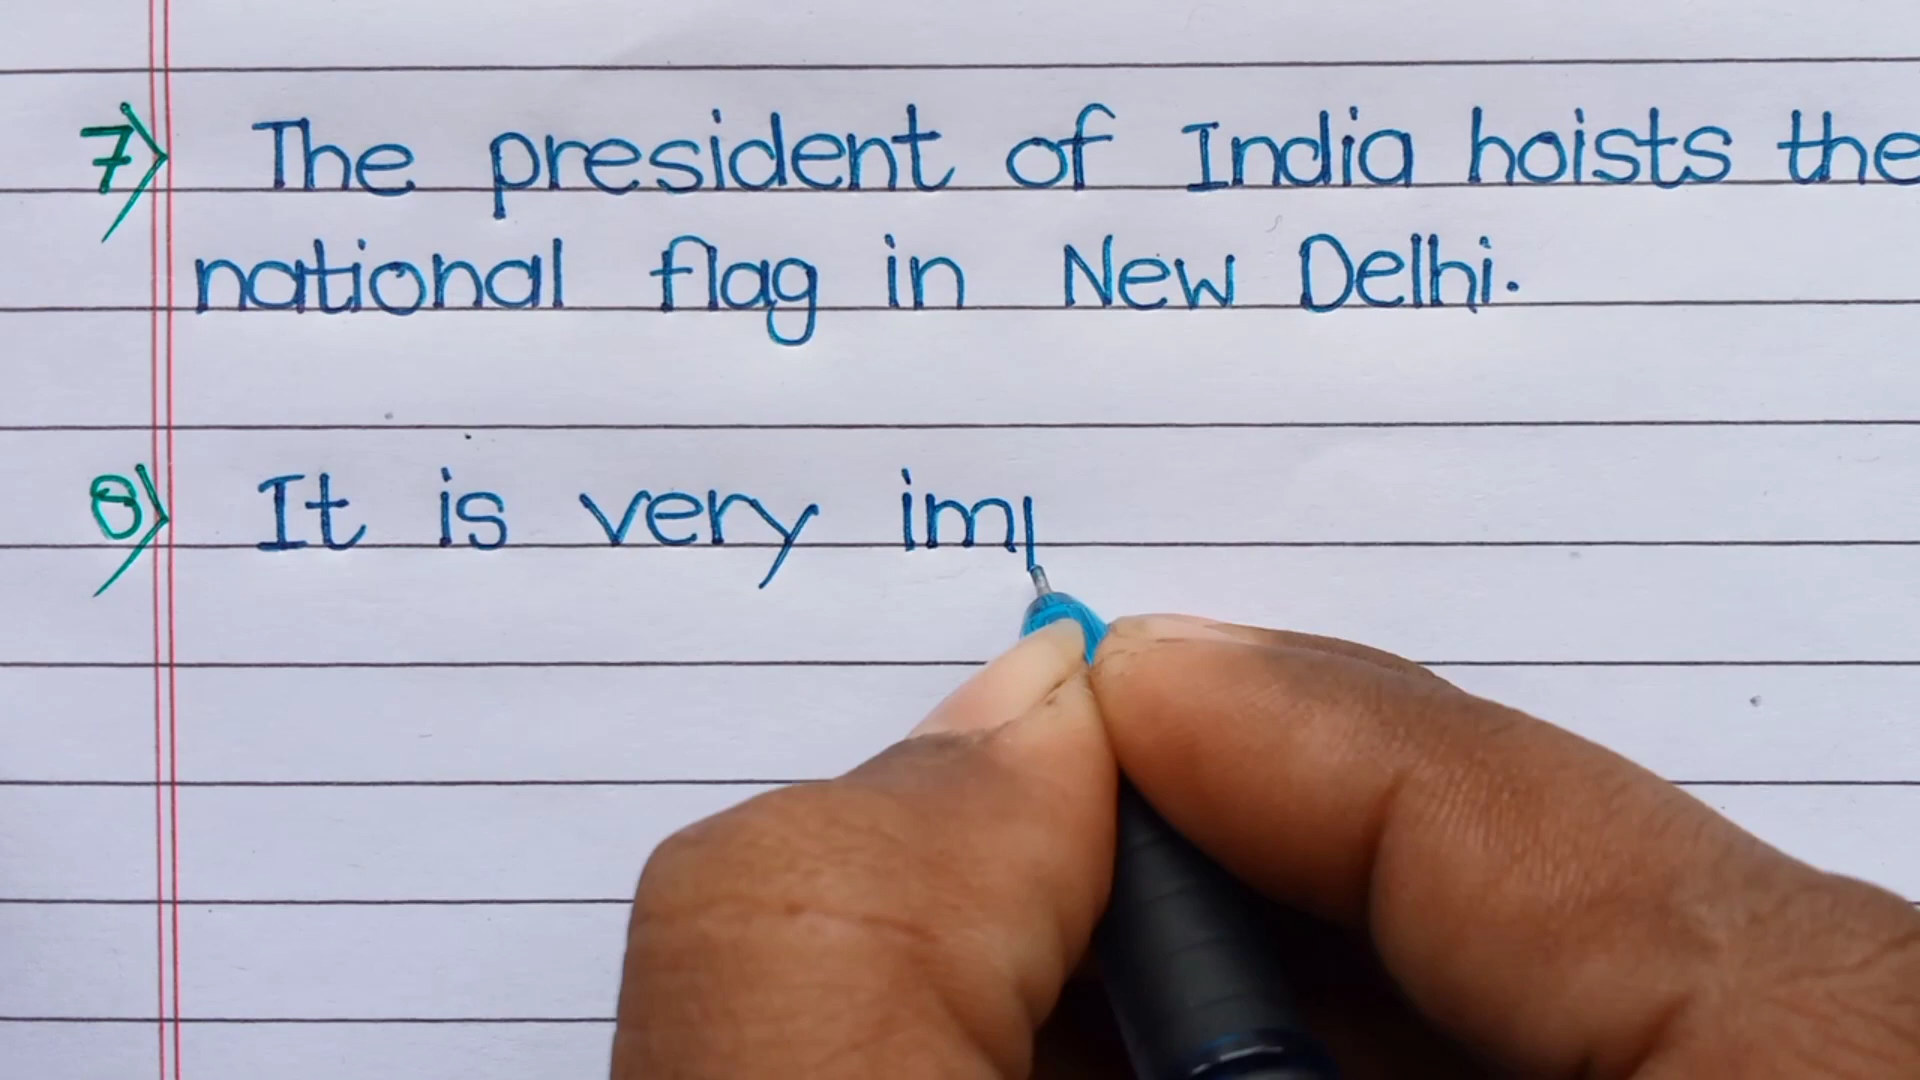 7) The president of India hoists the
national flag in New Delhi.
8) It is very im